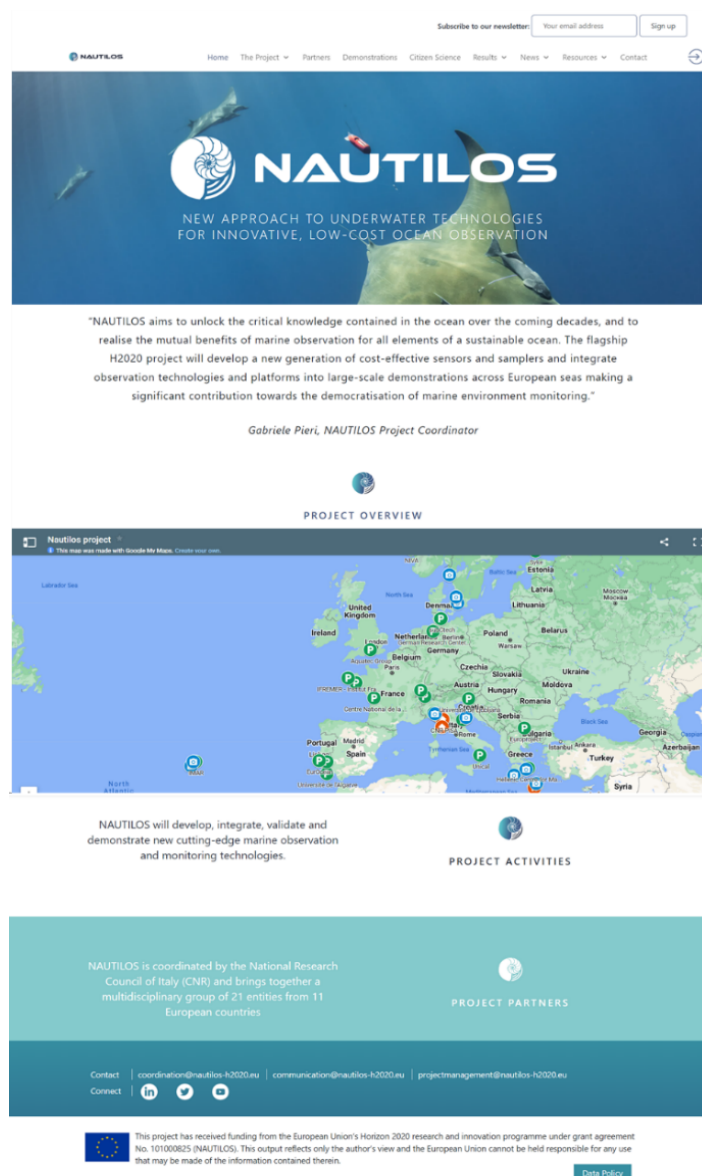 Subscribe to our newsletter: Your email address Sign up
NAUTILOS Home The Project Partners Demonstrations Citizen Science Results News Resources Contact
NAUTILOS
NEW APPROACH TO UNDERWATER TECHNOLOGIES
FOR INNOVATIVE, LOW-COST OCEAN OBSERVATION
"NAUTILOS aims to unlock the critical knowledge contained in the ocean over the coming decades, and to
realise the mutual benefits of marine observation for all elements of a sustainable ocean. The flagship
H2020 project will develop a new generation of cost-effective sensors and samplers and integrate
observation technologies and platforms into large-scale demonstrations across European seas making a
significant contribution towards the democratisation of marine environment monitoring."
Gabriele Pieri, NAUTILOS Project Coordinator
PROJECT OVERVIEW
Nautilos project
This map was made with Google My Maps. Create your own.
NIVA
Baltic Sea
Estonia
Labrador Sea
North Sea
Latvia
Moscow
Москва
United
Kingdom
Denmark
Lithuania
Ireland
London
Netherlands
Berlin
Poland
Belarus
Warsaw
Germany
Belgium
Paris
Czechia
Slovakia
Ukraine
Austria
Hungary
Moldova
France
Romania
Croatia
Serbia
Italy
Rome
Bulgaria
Black Sea
Georgia
Portugal
Madrid
Spain
Tyrrhenian Sea
Istanbul
Ankara
Azerbaijan
Greece
Turkey
North
Atlantic
Syria
NAUTILOS will develop, integrate, validate and
demonstrate new cutting-edge marine observation
and monitoring technologies.
PROJECT ACTIVITIES
NAUTILOS is coordinated by the National Research
Council of Italy (CNR) and brings together a
multidisciplinary group of 21 entities from 11
European countries
PROJECT PARTNERS
Contact coordination@nautilos-h2020.eu communication@nautilos-h2020.eu projectmanagement@nautilos-h2020.eu
Connect in
This project has received funding from the European Union's Horizon 2020 research and innovation programme under grant agreement
No. 101000825 (NAUTILOS). This output reflects only the author's view and the European Union cannot be held responsible for any use
that may be made of the information contained therein.
Data Policy